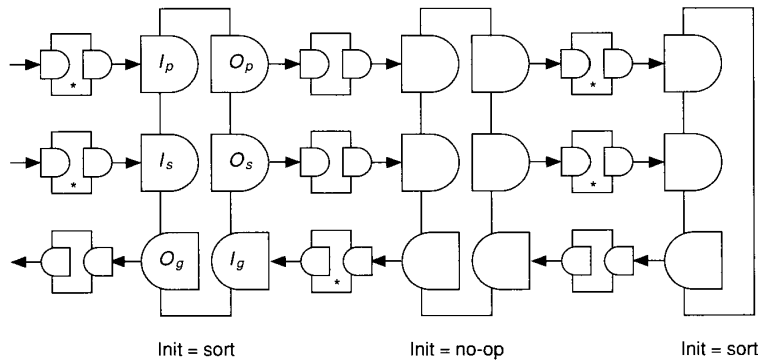 * I_p O_p *
* I_s O_s *
O_g I_g *
Init = sort Init = no-op Init = sort